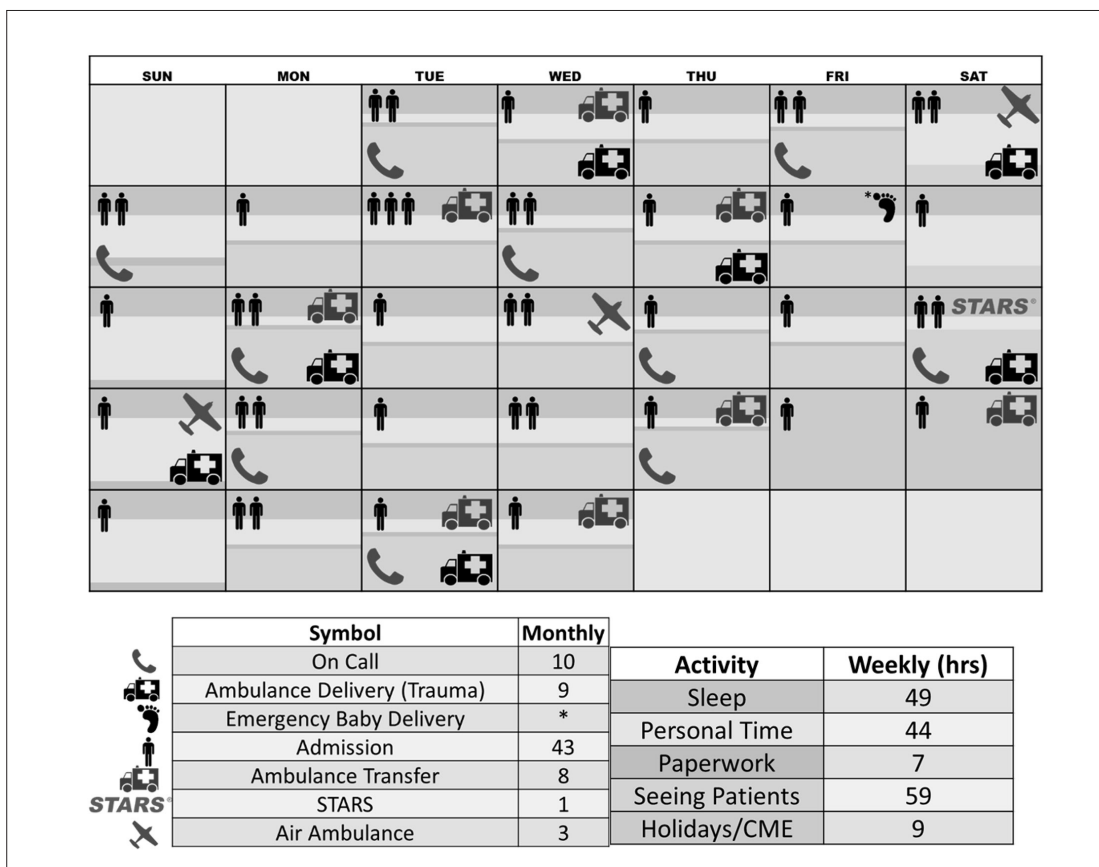 SUN MON TUE WED THU FRI SAT
*
STARS®
Symbol Monthly
On Call 10
Ambulance Delivery (Trauma) 9
Emergency Baby Delivery *
Admission 43
Ambulance Transfer 8
STARS® STARS 1
Air Ambulance 3
Activity Weekly (hrs)
Sleep 49
Personal Time 44
Paperwork 7
Seeing Patients 59
Holidays/CME 9